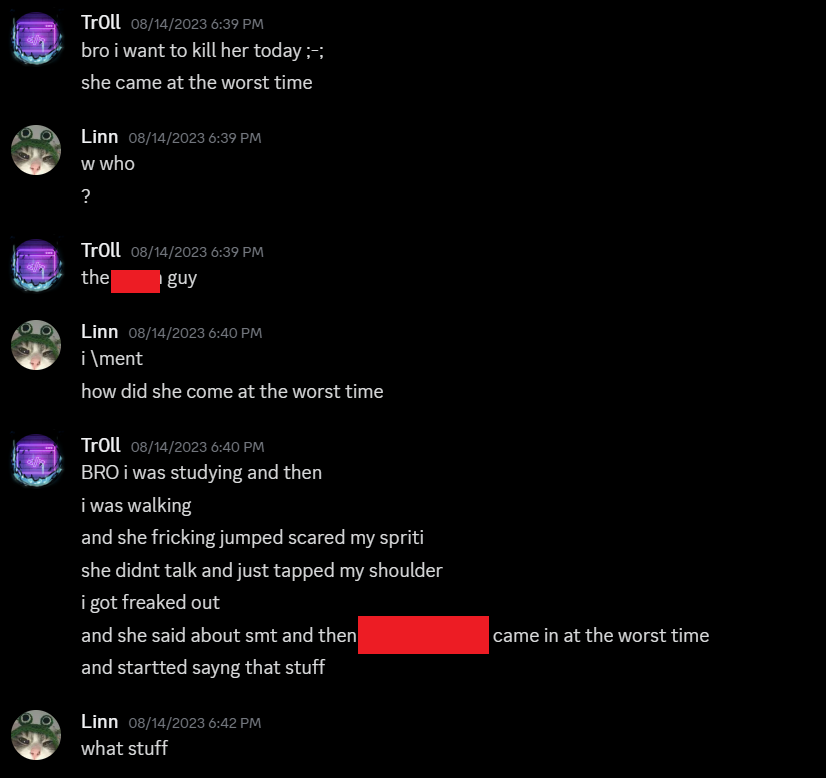 Tr0ll 08/14/2023 6:39 PM
bro i want to kill her today ;-;
she came at the worst time
Linn 08/14/2023 6:39 PM
w who
?
Tr0ll 08/14/2023 6:39 PM
the guy
Linn 08/14/2023 6:40 PM
i \ment
how did she come at the worst time
Tr0ll 08/14/2023 6:40 PM
BRO i was studying and then
i was walking
and she fricking jumped scared my spriti
she didnt talk and just tapped my shoulder
i got freaked out
and she said about smt and then came in at the worst time
and startted sayng that stuff
Linn 08/14/2023 6:42 PM
what stuff